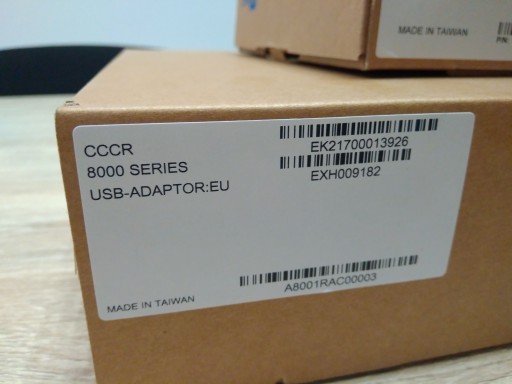 MADE IN TAIWAN
P/N:
CCCR
8000 SERIES
USB-ADAPTOR:EU
EK21700013926
EXH009182
A8001RAC00003
MADE IN TAIWAN